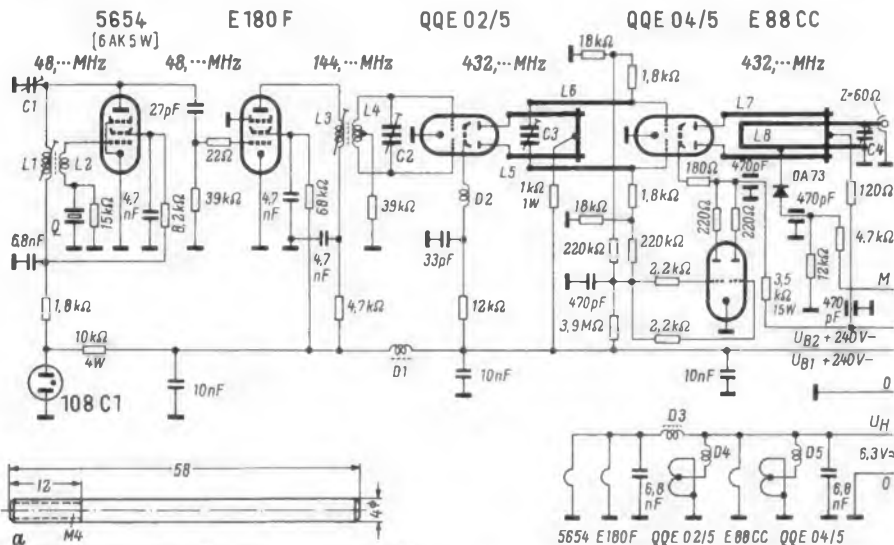 5654 E180F QQE 02/5 QQE 04/5 E88CC
[6AK5W]
48,···MHz 48,···MHz 144,···MHz 432,···MHz 432,···MHz
18kΩ
1,8kΩ
C1
27pF
L3
L4
L6
L7
Z=60Ω
L8
C4
L1
L2
22Ω
C2
C3
L5
180Ω
470pF
0A73
120Ω
Q
15kΩ
4,7
nF
8,2kΩ
39kΩ
4,7
nF
68kΩ
39kΩ
D2
1kΩ
1W
1,8kΩ
18kΩ
220Ω
220Ω
470pF
6,8nF
4,7
nF
33pF
220kΩ
220kΩ
12kΩ
4,7kΩ
M
1,8kΩ
4,7kΩ
12kΩ
470pF
2,2kΩ
3,5
kΩ
15W
470
pF
10kΩ
4W
3,9MΩ
2,2kΩ
UB2 +240V–
UB1 +240V–
D1
108C1
10nF
10nF
10nF
0
D3
UH
58
12
D4
D5
6,3V≂
6,8
nF
6,8
nF
0
4ø
a
M4
5654 E180F QQE 02/5 E88CC QQE 04/5